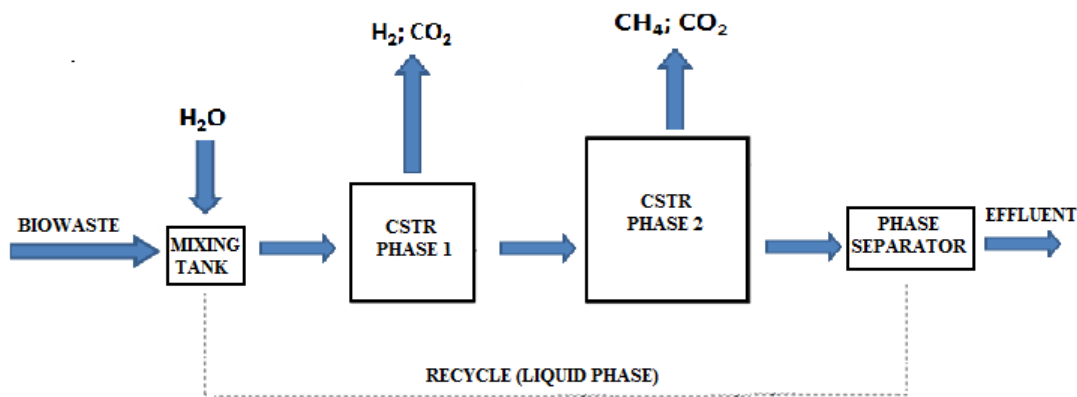 H₂; CO₂
CH₄; CO₂
H₂O
BIOWASTE
MIXING
TANK
CSTR
PHASE 1
CSTR
PHASE 2
PHASE
SEPARATOR
EFFLUENT
RECYCLE (LIQUID PHASE)